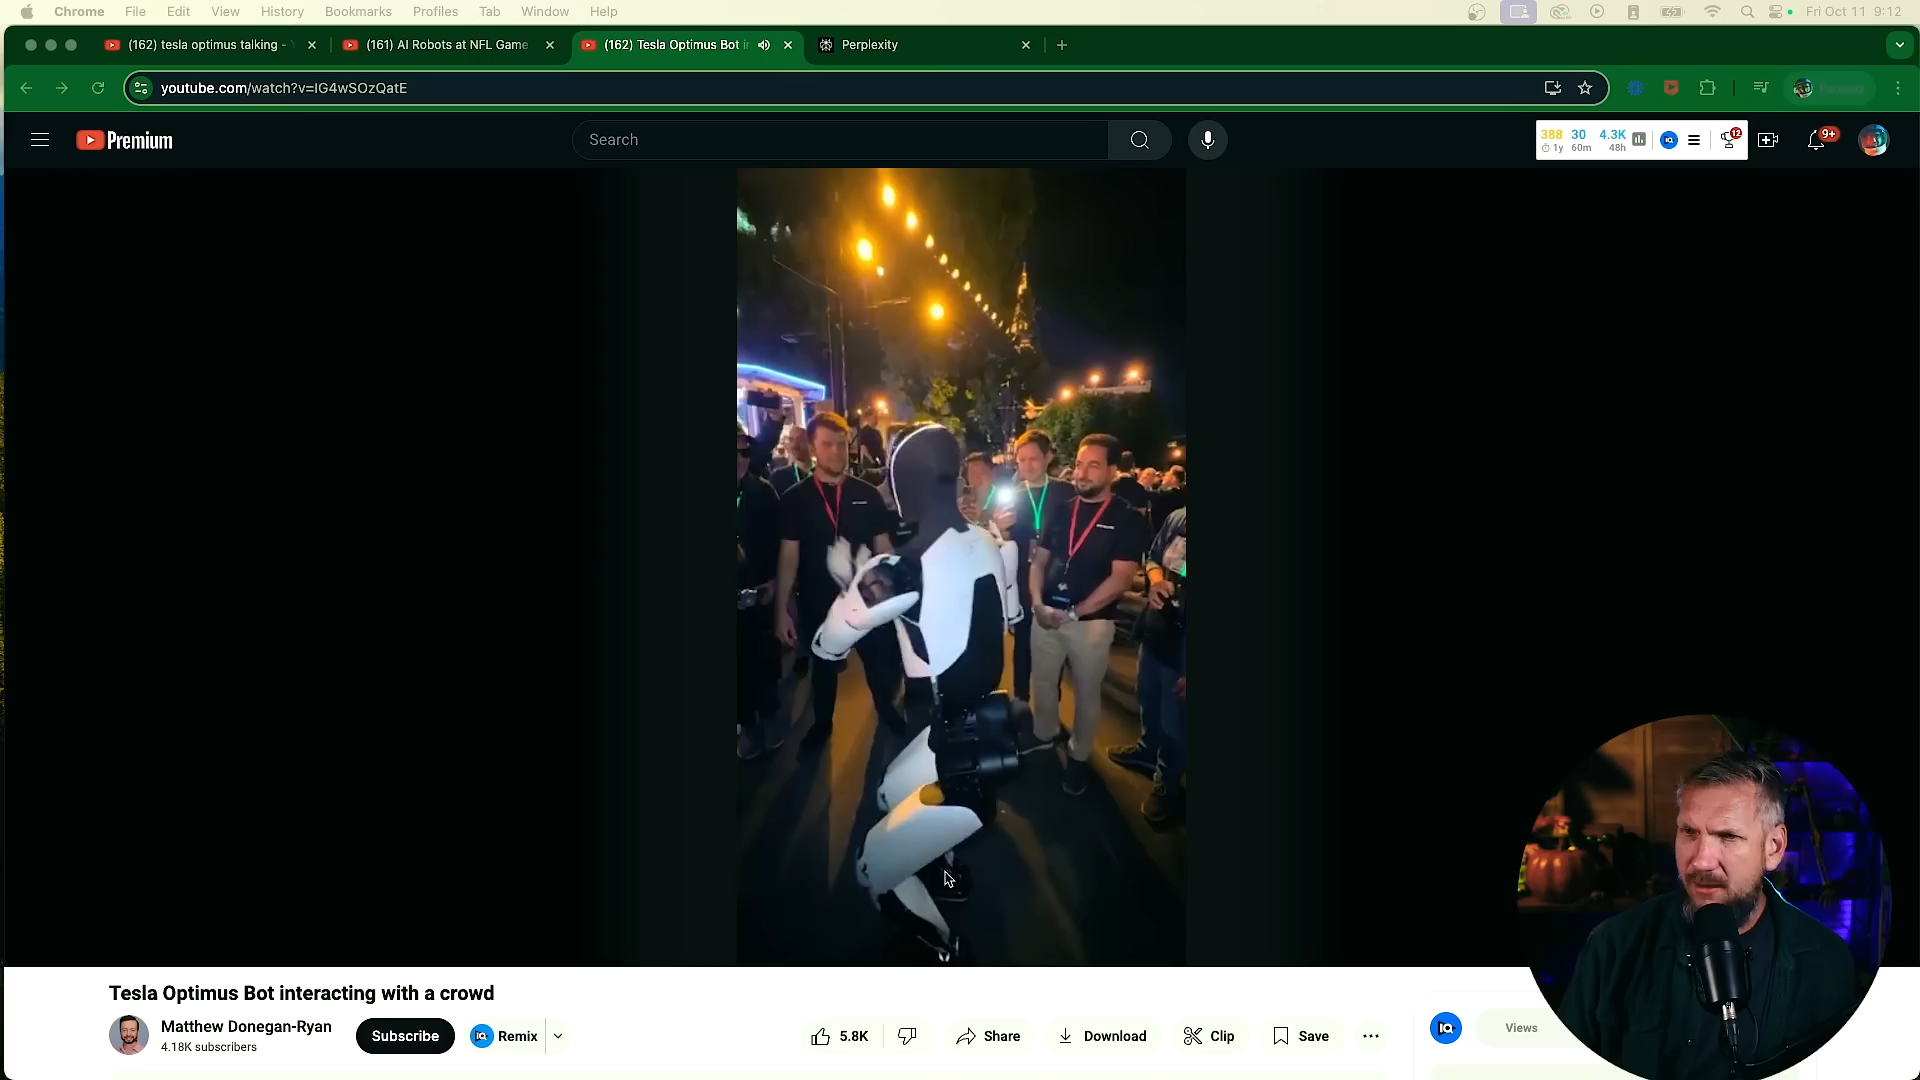 Chrome File Edit View History Bookmarks Profiles Tab Window Help Fri Oct 11 9:12
(162) tesla optimus talking -
(161) AI Robots at NFL Game
(162) Tesla Optimus Bot in
Perplexity
youtube.com/watch?v=IG4wSOzQatE
Premium
Search
388 30 4.3K
1y 60m 48h
12
9+
Tesla Optimus Bot interacting with a crowd
Matthew Donegan-Ryan
4.18K subscribers
Subscribe
Remix
5.8K
Share
Download
Clip
Save
Views